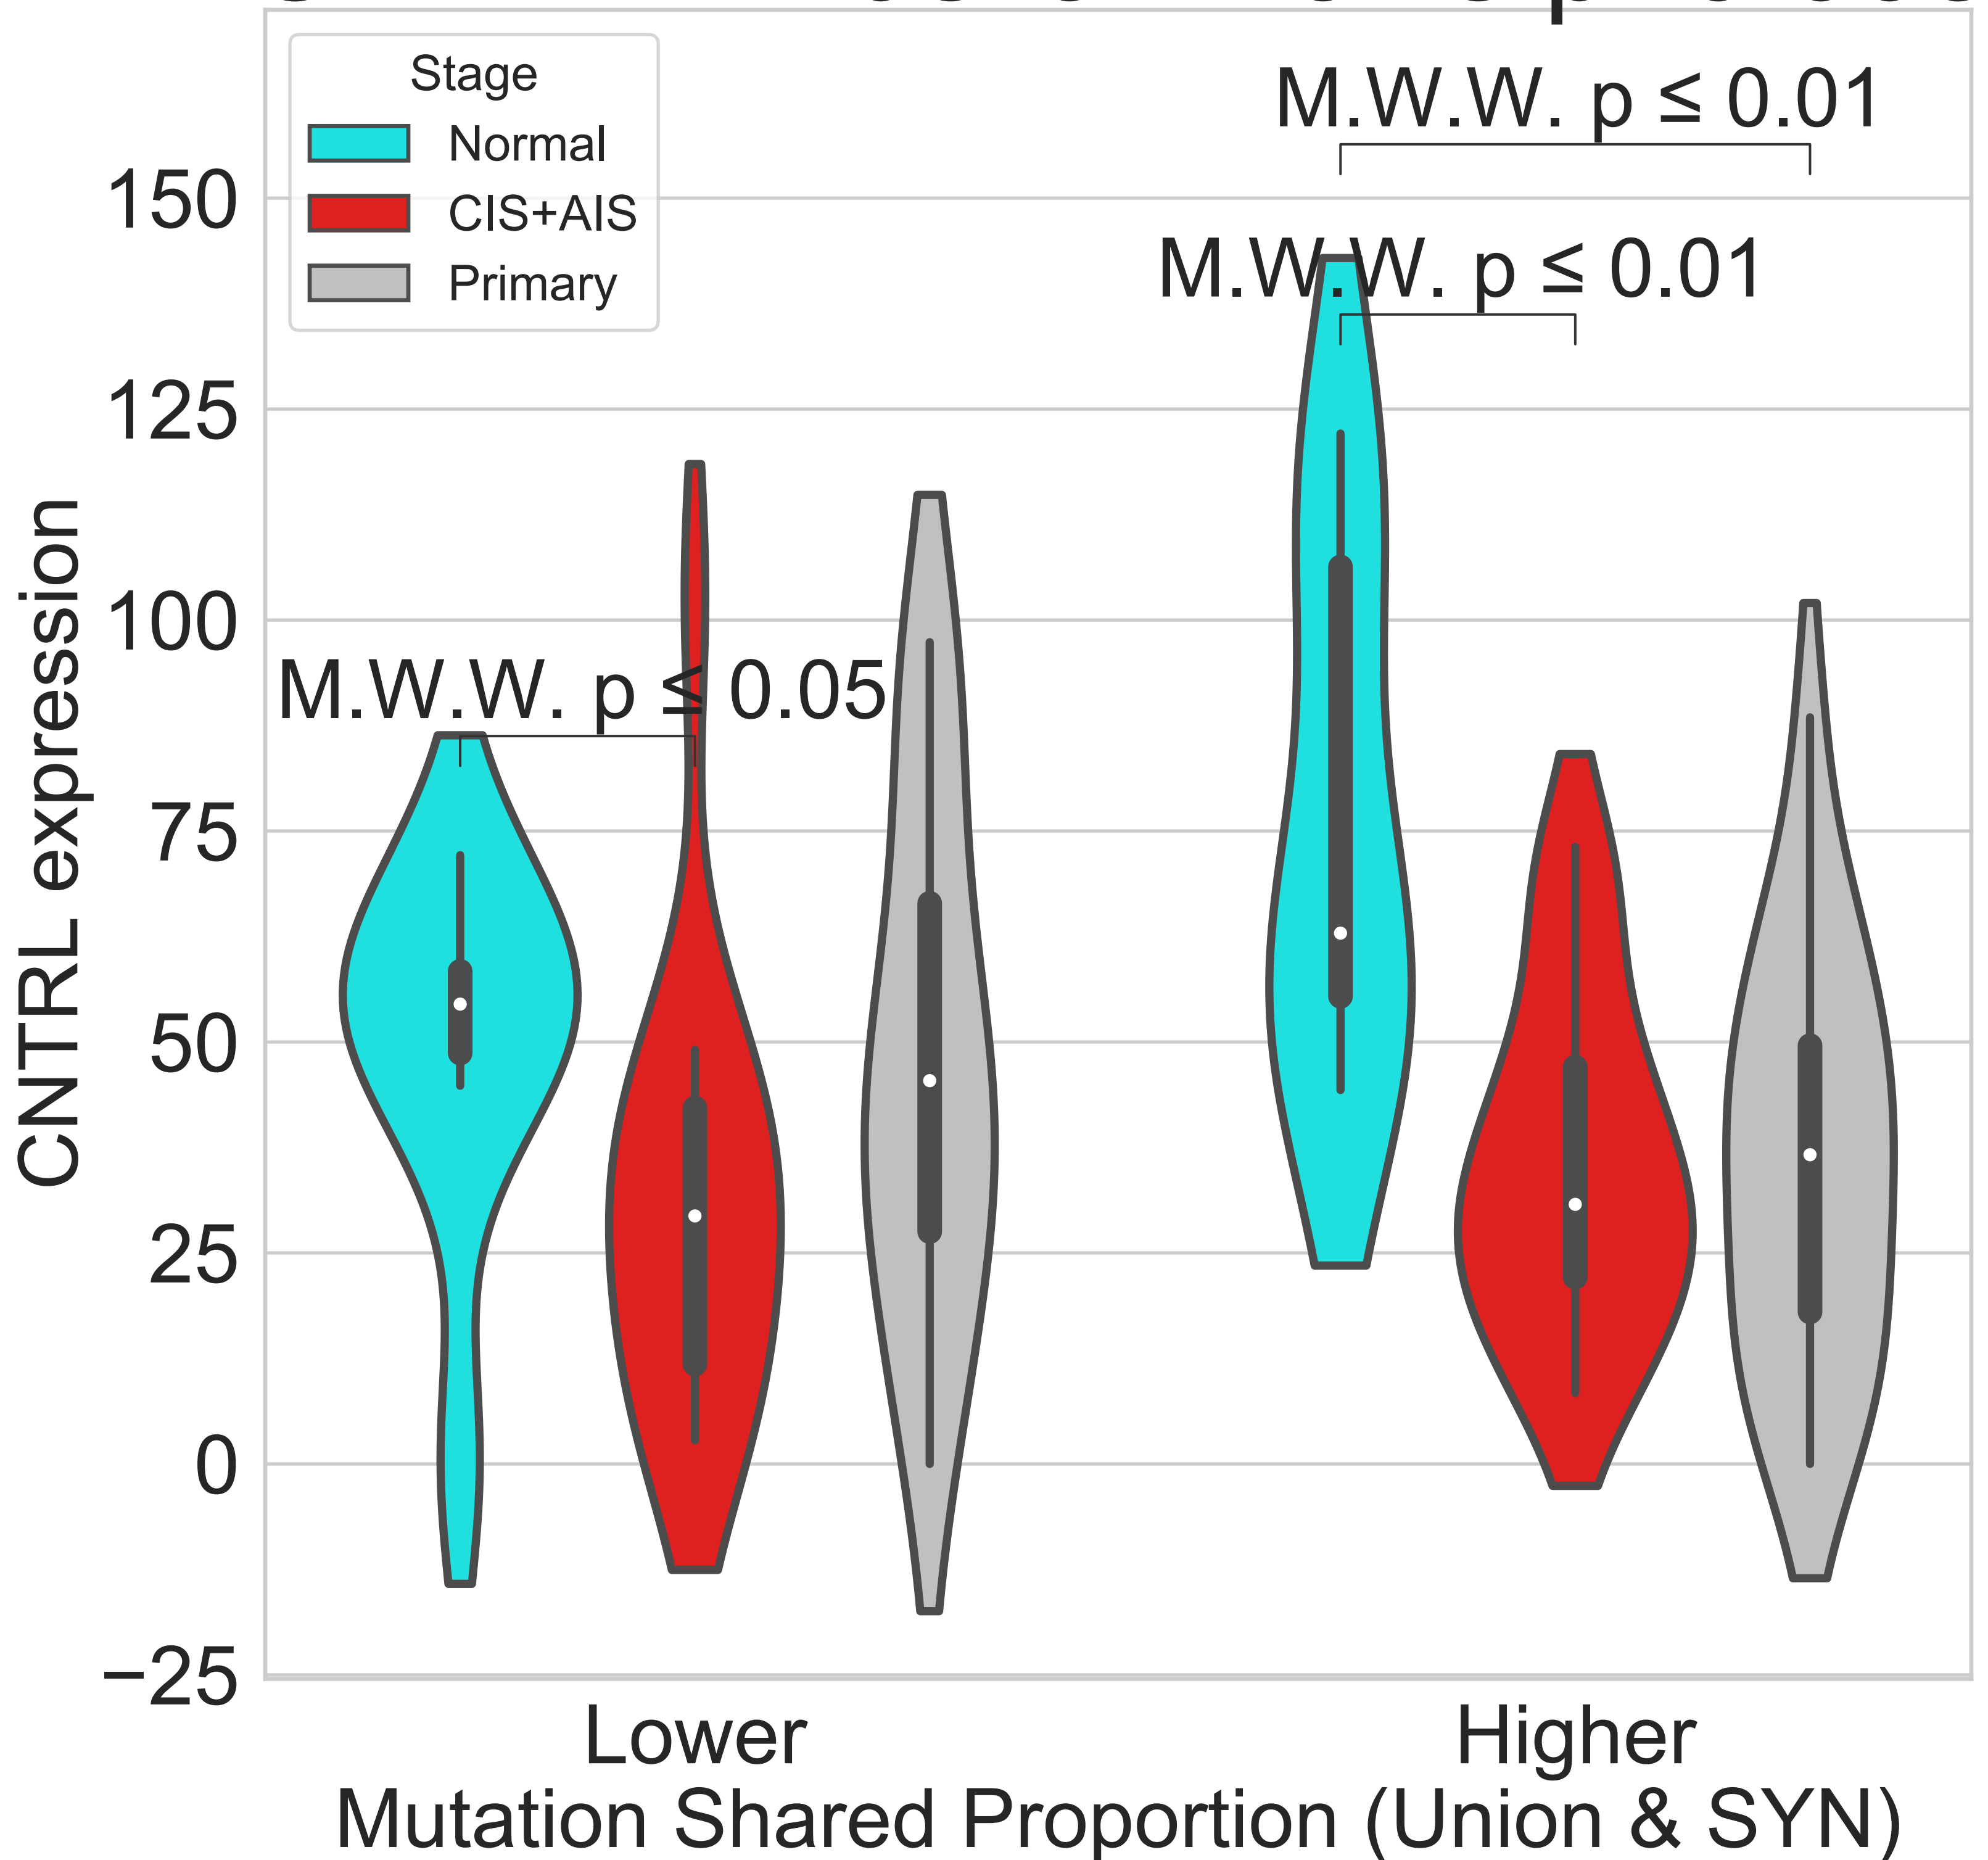 Stage
Normal
CIS+AIS
Primary
M.W.W. p ≤ 0.01
M.W.W. p ≤ 0.01
M.W.W. p ≤ 0.05
150
125
100
75
50
25
0
−25
CNTRL expression
Lower
Higher
Mutation Shared Proportion (Union & SYN)